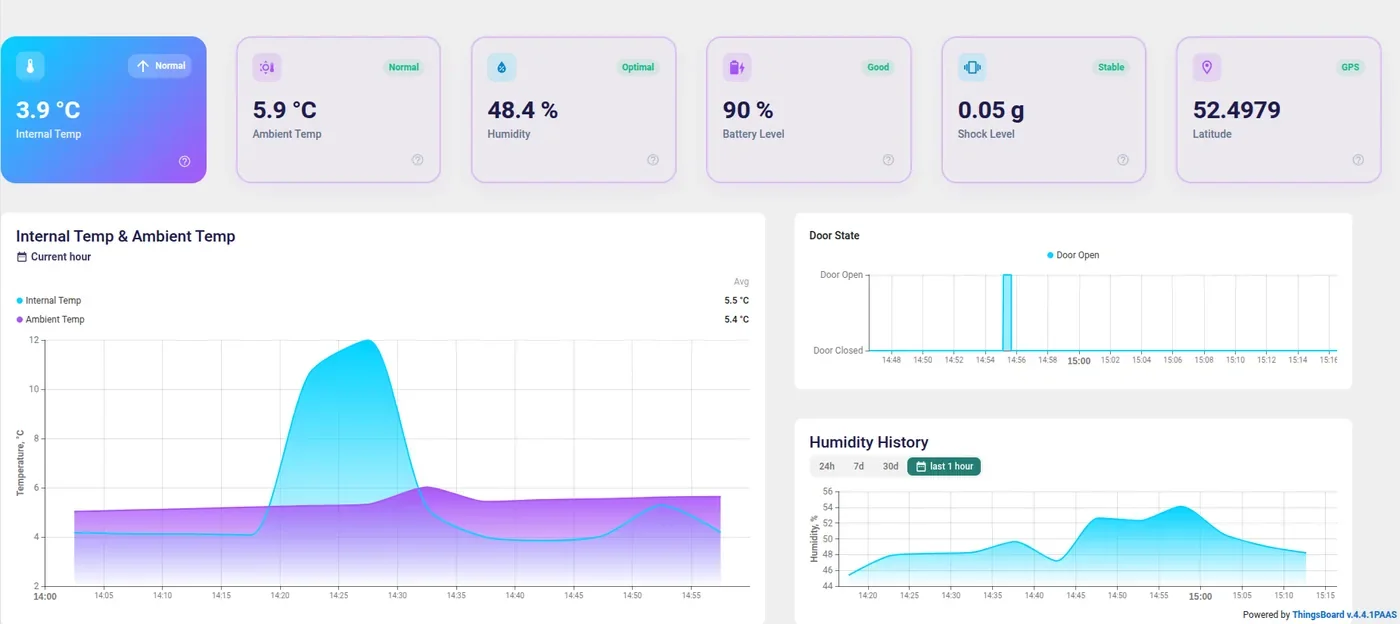 Normal
3.9 °C
Internal Temp
Normal
5.9 °C
Ambient Temp
Optimal
48.4 %
Humidity
Good
90 %
Battery Level
Stable
0.05 g
Shock Level
GPS
52.4979
Latitude
Internal Temp & Ambient Temp
Current hour
Avg
Internal Temp 5.5 °C
Ambient Temp 5.4 °C
Temperature, °C
12
10
8
6
4
2
14:00 14:05 14:10 14:15 14:20 14:25 14:30 14:35 14:40 14:45 14:50 14:55
Door State
Door Open
Door Open
Door Closed
14:48 14:50 14:52 14:54 14:56 14:58 15:00 15:02 15:04 15:06 15:08 15:10 15:12 15:14 15:16
Humidity History
24h 7d 30d last 1 hour
Humidity, %
56
54
52
50
48
46
44
14:20 14:25 14:30 14:35 14:40 14:45 14:50 14:55 15:00 15:05 15:10 15:15
Powered by ThingsBoard v.4.4.1PAAS